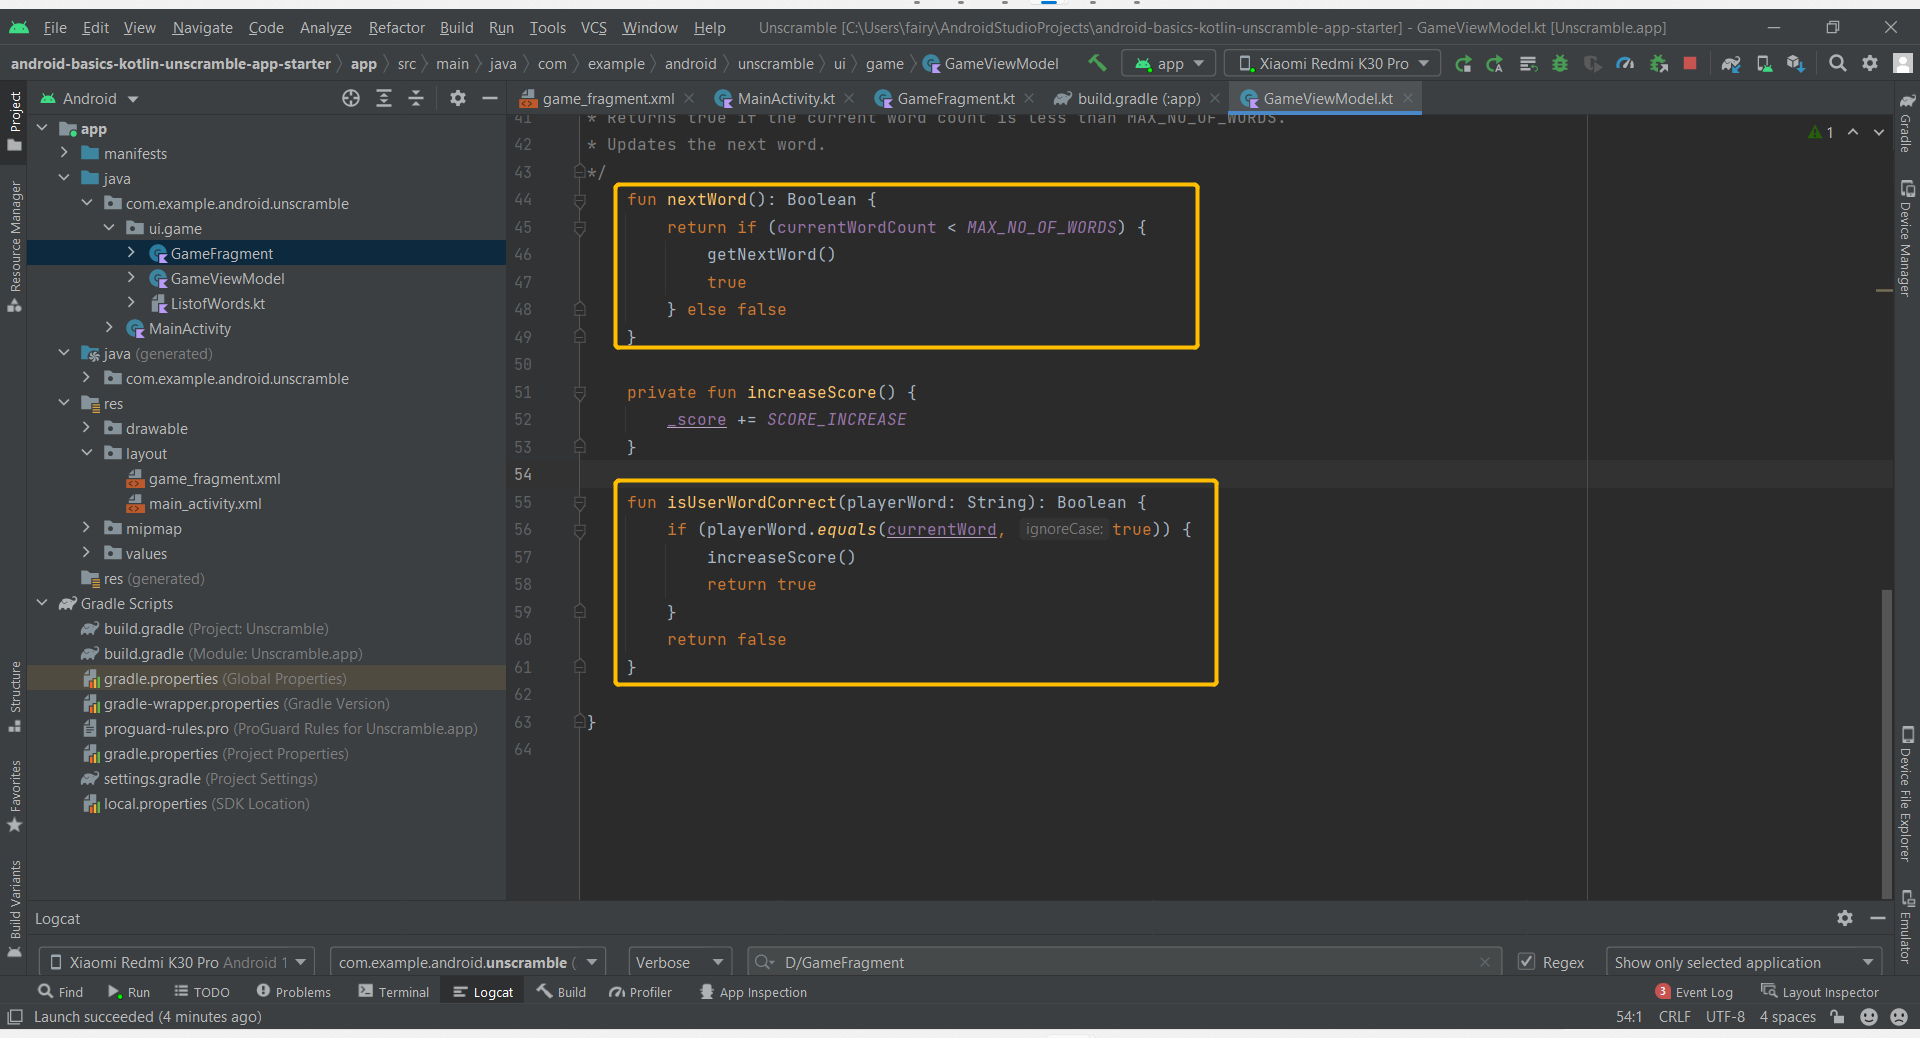 File Edit View Navigate Code Analyze Refactor Build Run Tools VCS Window Help Unscramble [C:\Users\fairy\AndroidStudioProjects\android-basics-kotlin-unscramble-app-starter] - GameViewModel.kt [Unscramble.app]
android-basics-kotlin-unscramble-app-starter app src main java com example android unscramble ui game GameViewModel app Xiaomi Redmi K30 Pro
Android
game_fragment.xml MainActivity.kt GameFragment.kt build.gradle (:app) GameViewModel.kt
Project
Resource Manager
Structure
Favorites
Build Variants
app
manifests
java
com.example.android.unscramble
ui.game
GameFragment
GameViewModel
ListofWords.kt
MainActivity
java (generated)
com.example.android.unscramble
res
drawable
layout
game_fragment.xml
main_activity.xml
mipmap
values
res (generated)
Gradle Scripts
build.gradle (Project: Unscramble)
build.gradle (Module: Unscramble.app)
gradle.properties (Global Properties)
gradle-wrapper.properties (Gradle Version)
proguard-rules.pro (ProGuard Rules for Unscramble.app)
gradle.properties (Project Properties)
settings.gradle (Project Settings)
local.properties (SDK Location)
41 * Returns true if the current word count is less than MAX_NO_OF_WORDS.
42 * Updates the next word.
43 */
44 fun nextWord(): Boolean {
45 return if (currentWordCount < MAX_NO_OF_WORDS) {
46 getNextWord()
47 true
48 } else false
49 }
50
51 private fun increaseScore() {
52 _score += SCORE_INCREASE
53 }
54
55 fun isUserWordCorrect(playerWord: String): Boolean {
56 if (playerWord.equals(currentWord, ignoreCase: true)) {
57 increaseScore()
58 return true
59 }
60 return false
61 }
62
63 }
64
1
Gradle
Device Manager
Device File Explorer
Emulator
Logcat
Xiaomi Redmi K30 Pro Android 1 com.example.android.unscramble ( Verbose D/GameFragment Regex Show only selected application
Find Run TODO Problems Terminal Logcat Build Profiler App Inspection 3 Event Log Layout Inspector
Launch succeeded (4 minutes ago) 54:1 CRLF UTF-8 4 spaces